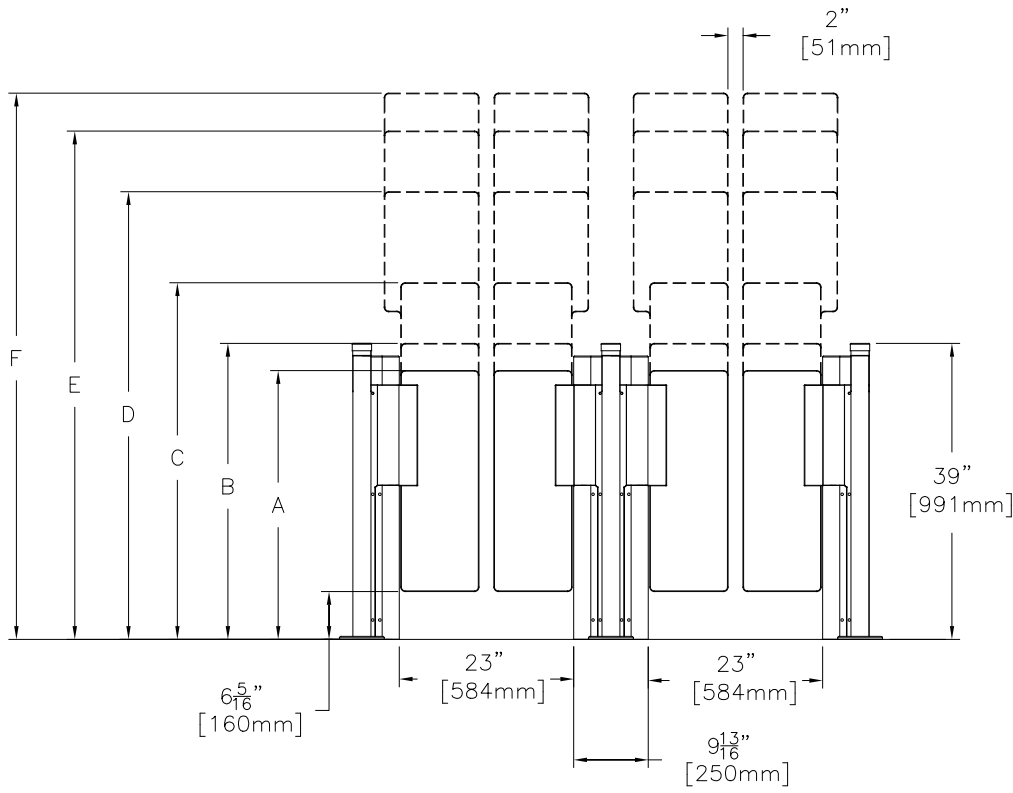 2”
[51mm]
F
E
D
C
B
A
39”
[991mm]
23”
[584mm]
23”
[584mm]
6 5/16”
[160mm]
9 13/16”
[250mm]